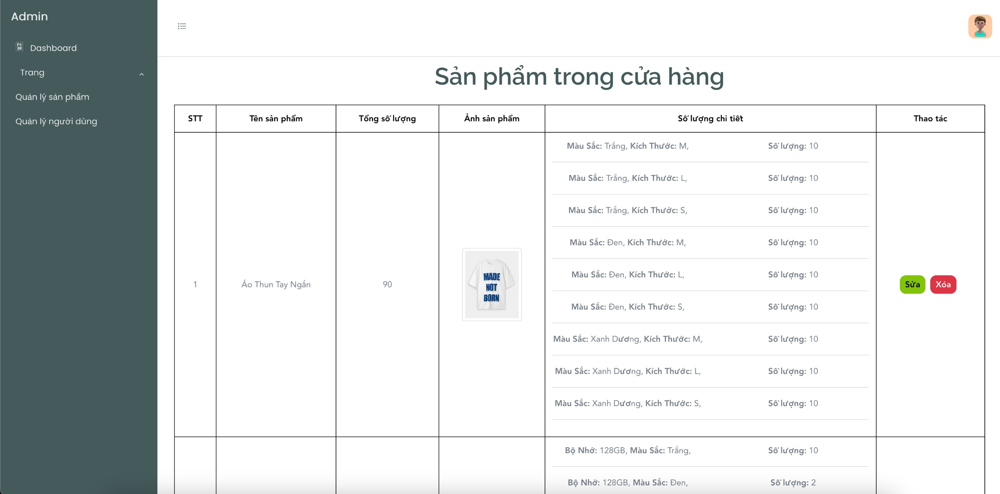 Admin
Dashboard
Trang
Quản lý sản phẩm
Quản lý người dùng
Sản phẩm trong cửa hàng
STT Tên sản phẩm Tổng số lượng Ảnh sản phẩm Số lượng chi tiết Thao tác
Màu Sắc: Trắng, Kích Thước: M, Số lượng: 10
Màu Sắc: Trắng, Kích Thước: L, Số lượng: 10
Màu Sắc: Trắng, Kích Thước: S, Số lượng: 10
Màu Sắc: Đen, Kích Thước: M, Số lượng: 10
Màu Sắc: Đen, Kích Thước: L, Số lượng: 10
1 Áo Thun Tay Ngắn 90 Sửa Xóa
MADE
NOT
BORN
Màu Sắc: Đen, Kích Thước: S, Số lượng: 10
Màu Sắc: Xanh Dương, Kích Thước: M, Số lượng: 10
Màu Sắc: Xanh Dương, Kích Thước: L, Số lượng: 10
Màu Sắc: Xanh Dương, Kích Thước: S, Số lượng: 10
Bộ Nhớ: 128GB, Màu Sắc: Trắng, Số lượng: 10
Bộ Nhớ: 128GB, Màu Sắc: Đen, Số lượng: 2